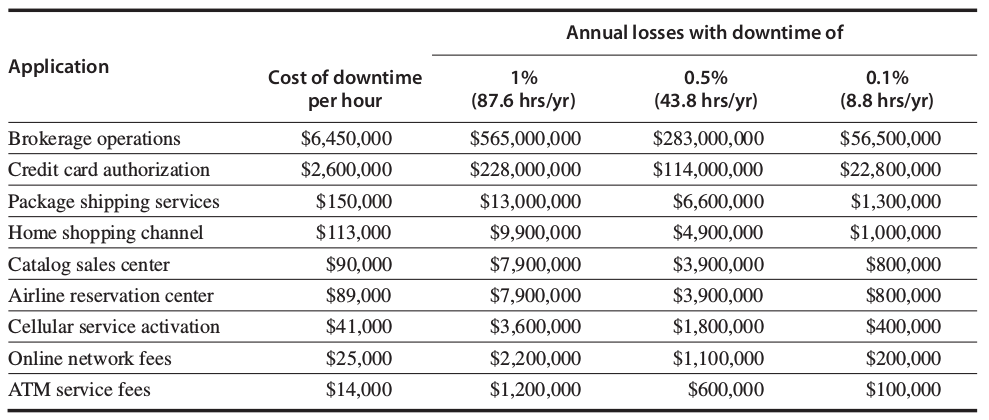 Annual losses with downtime of
Application
Cost of downtime per hour
1% (87.6 hrs/yr)
0.5% (43.8 hrs/yr)
0.1% (8.8 hrs/yr)
Brokerage operations $6,450,000 $565,000,000 $283,000,000 $56,500,000
Credit card authorization $2,600,000 $228,000,000 $114,000,000 $22,800,000
Package shipping services $150,000 $13,000,000 $6,600,000 $1,300,000
Home shopping channel $113,000 $9,900,000 $4,900,000 $1,000,000
Catalog sales center $90,000 $7,900,000 $3,900,000 $800,000
Airline reservation center $89,000 $7,900,000 $3,900,000 $800,000
Cellular service activation $41,000 $3,600,000 $1,800,000 $400,000
Online network fees $25,000 $2,200,000 $1,100,000 $200,000
ATM service fees $14,000 $1,200,000 $600,000 $100,000